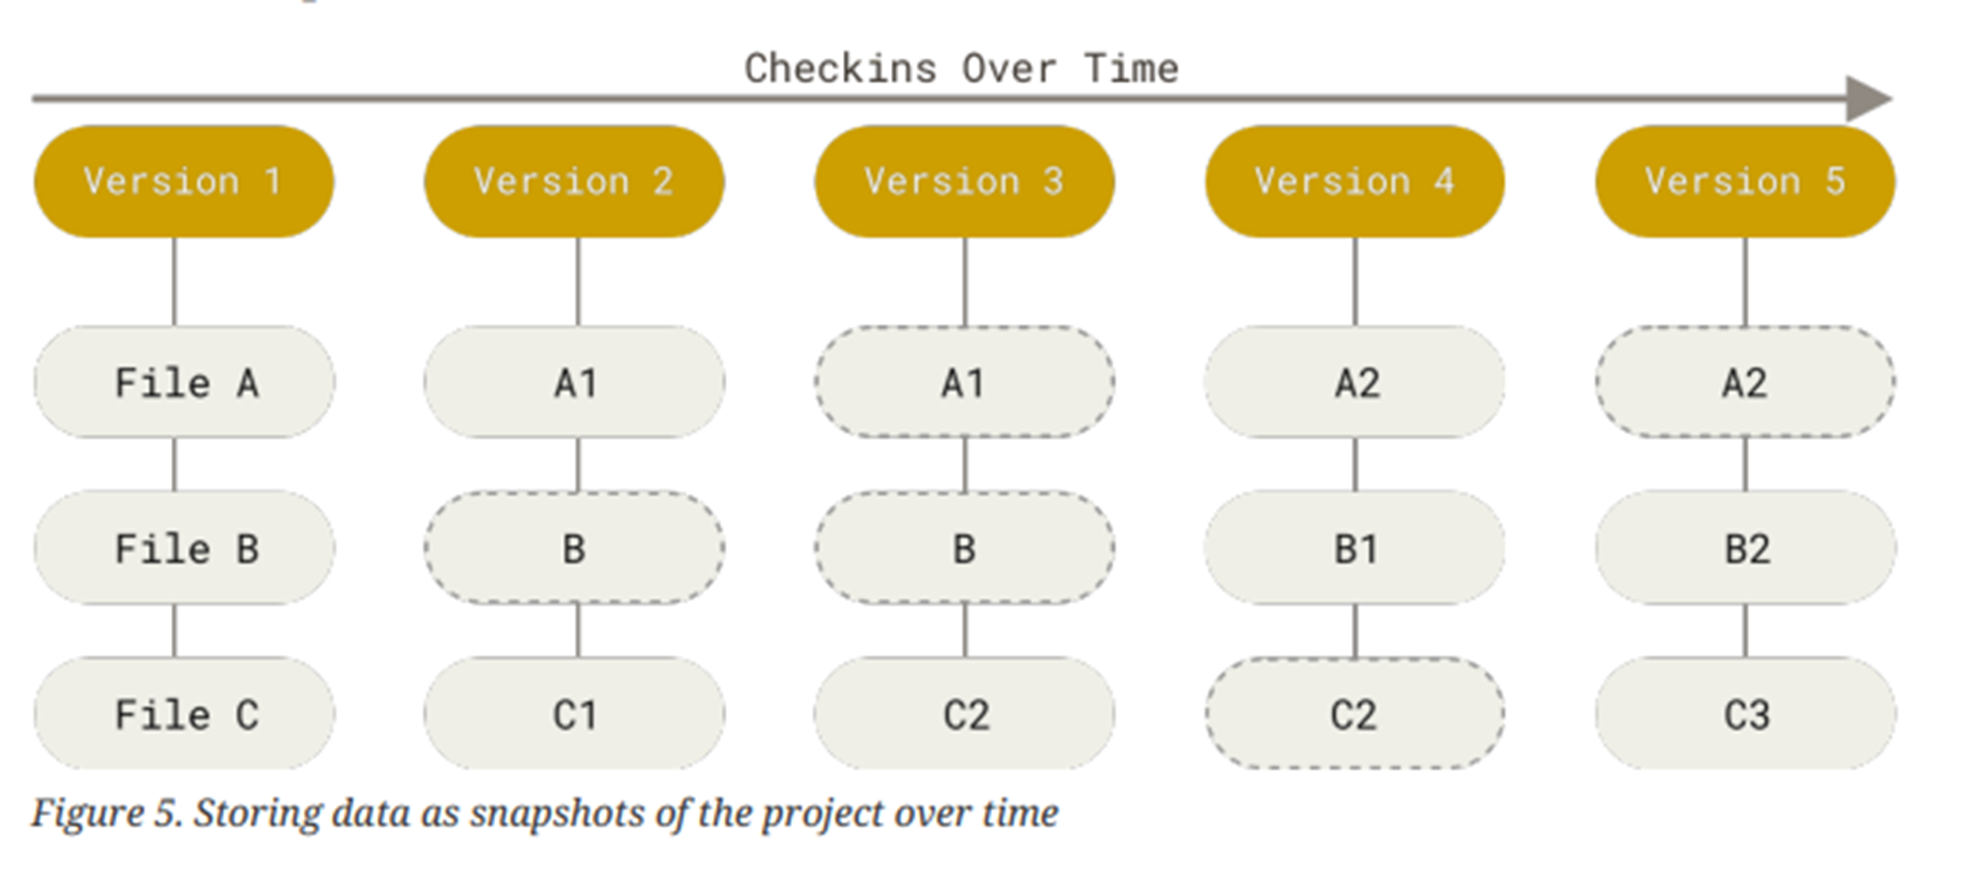 Checkins Over Time
Version 1 Version 2 Version 3 Version 4 Version 5
File A A1 A1 A2 A2
File B B B B1 B2
File C C1 C2 C2 C3
Figure 5. Storing data as snapshots of the project over time